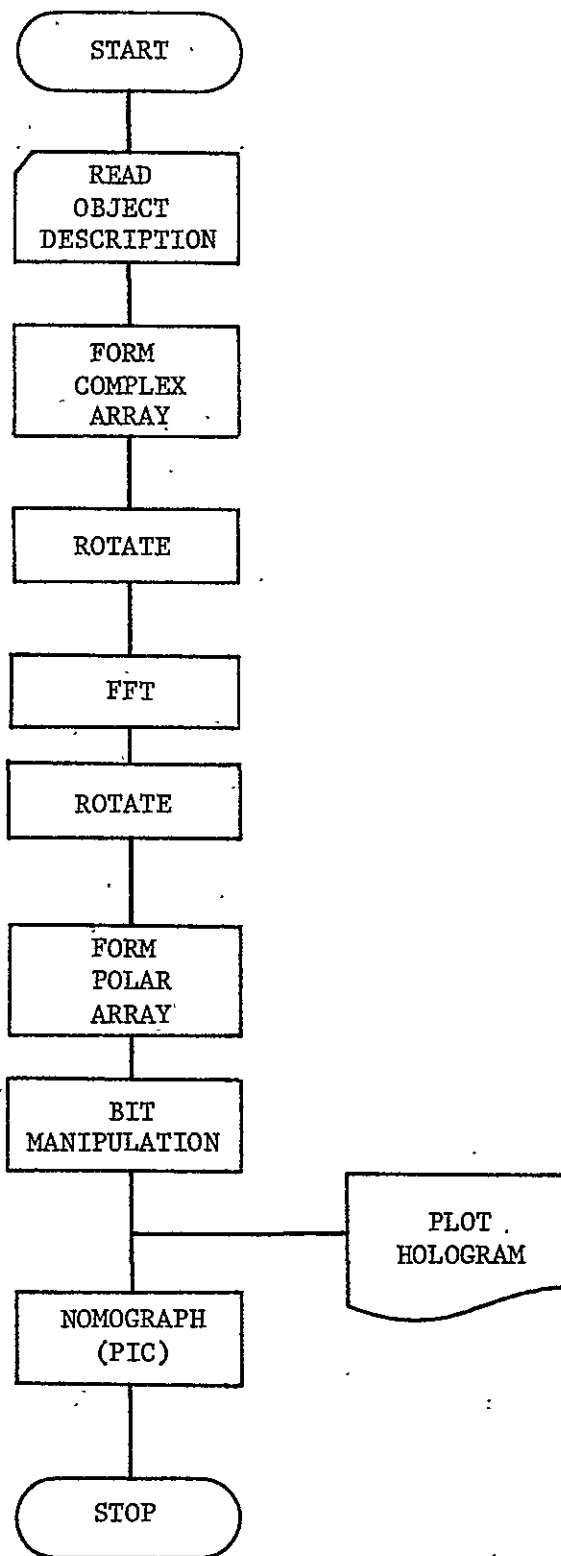 START
READ
OBJECT
DESCRIPTION
FORM
COMPLEX
ARRAY
ROTATE
FFT
ROTATE
FORM
POLAR
ARRAY
BIT
MANIPULATION
PLOT
HOLOGRAM
NOMOGRAPH
(PIC)
STOP